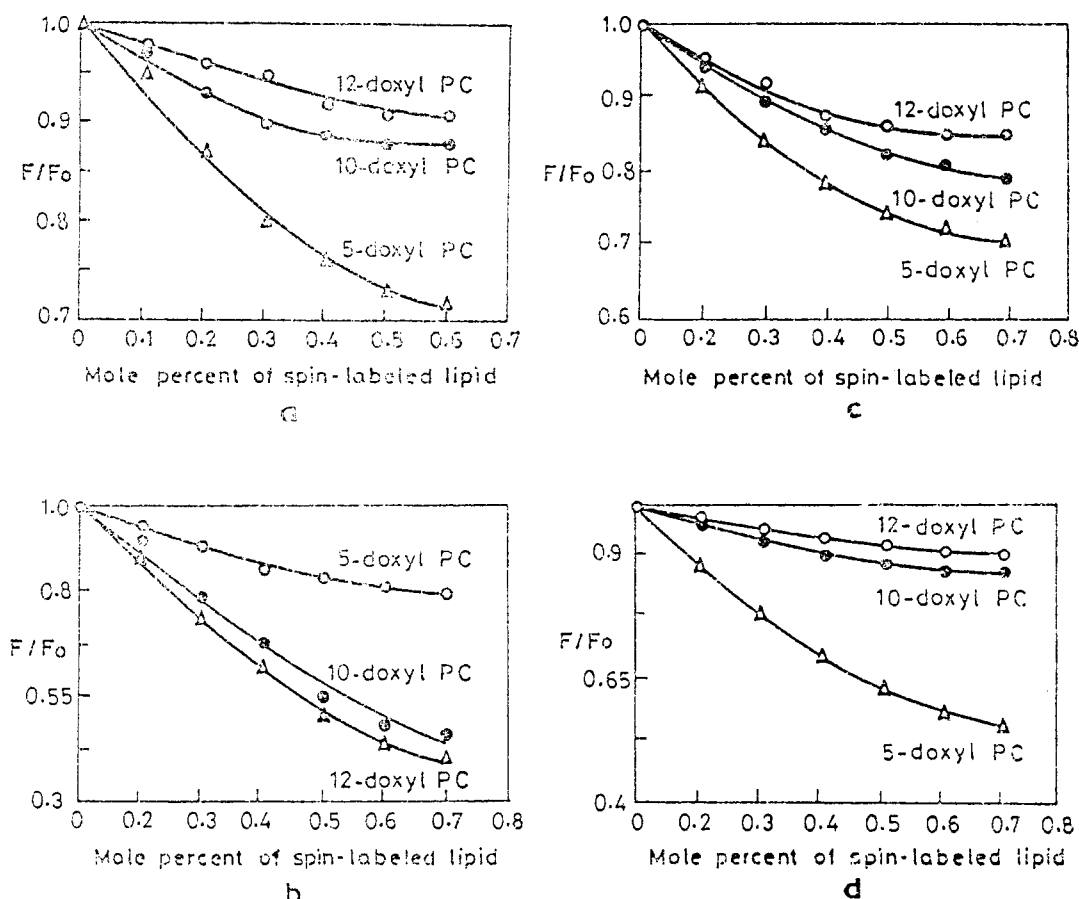 1.0
0.9
F/Fo
0.8
0.7
12-doxyl PC
10-doxyl PC
5-doxyl PC
0 0.1 0.2 0.3 0.4 0.5 0.6 0.7
Mole percent of spin-labeled lipid
a
1.0
0.9
F/Fo
0.8
0.7
0.6
12-doxyl PC
10-doxyl PC
5-doxyl PC
0 0.2 0.3 0.4 0.5 0.6 0.7 0.8
Mole percent of spin-labeled lipid
c
1.0
0.8
F/Fo
0.55
0.3
5-doxyl PC
10-doxyl PC
12-doxyl PC
0 0.1 0.2 0.3 0.4 0.5 0.6 0.7 0.8
Mole percent of spin-labeled lipid
b
0.9
F/Fo
0.65
0.4
12-doxyl PC
10-doxyl PC
5-doxyl PC
0 0.2 0.3 0.4 0.5 0.6 0.7 0.8
Mole percent of spin-labeled lipid
d